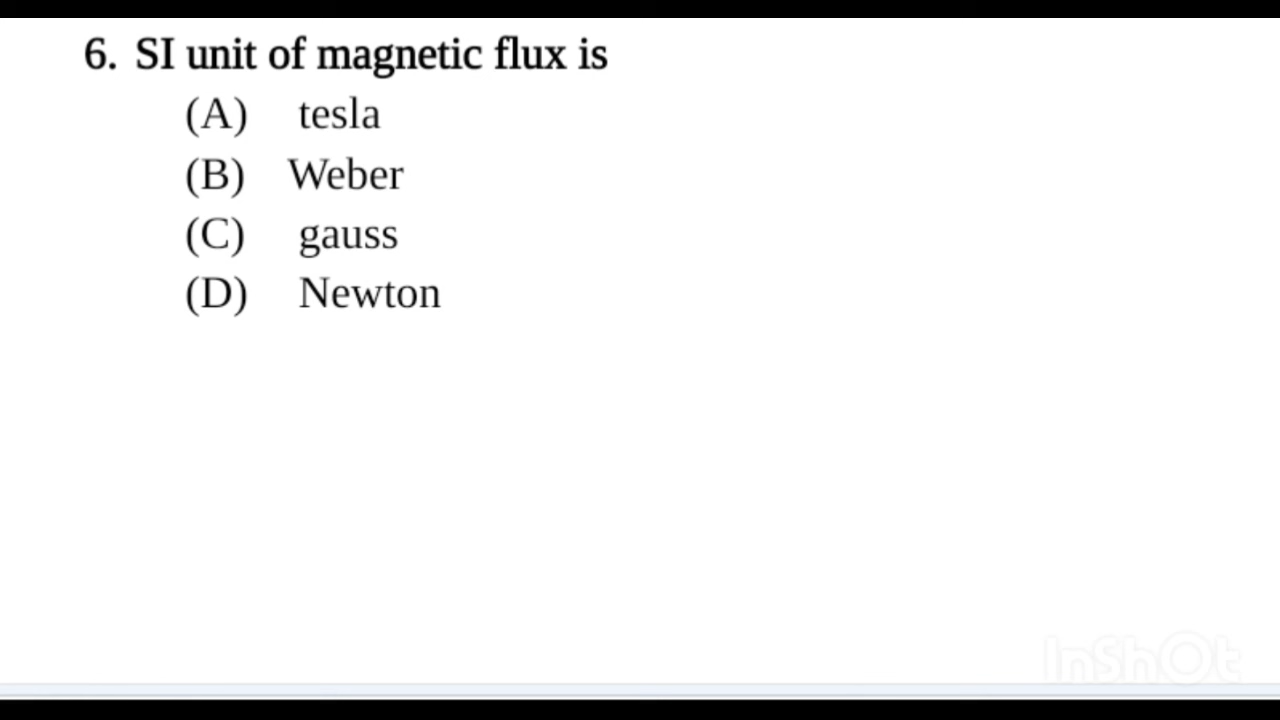 6. SI unit of magnetic flux is
(A) tesla
(B) Weber
(C) gauss
(D) Newton
InShOt